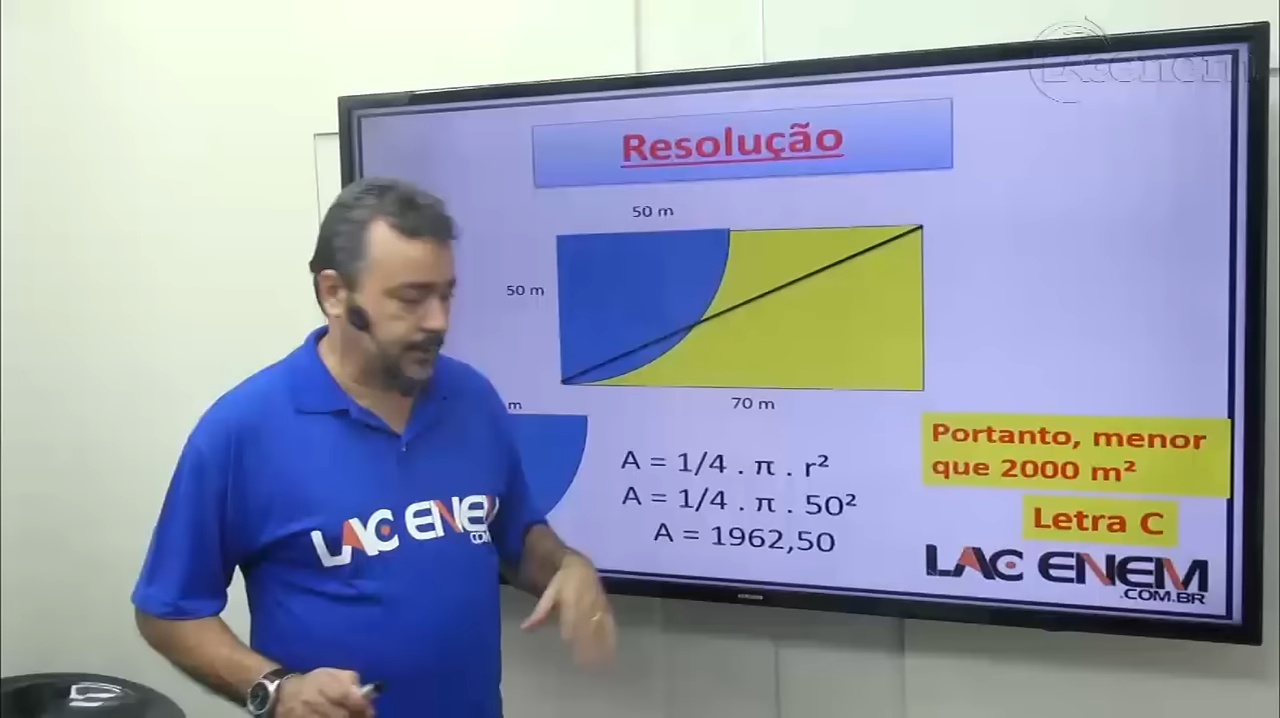 Resolução
50 m
50 m
70 m
m
A = 1/4 . π . r²
A = 1/4 . π . 50²
A = 1962,50
Portanto, menor
que 2000 m²
Letra C
LAC ENEM
.COM.BR
LAC ENEM
COM